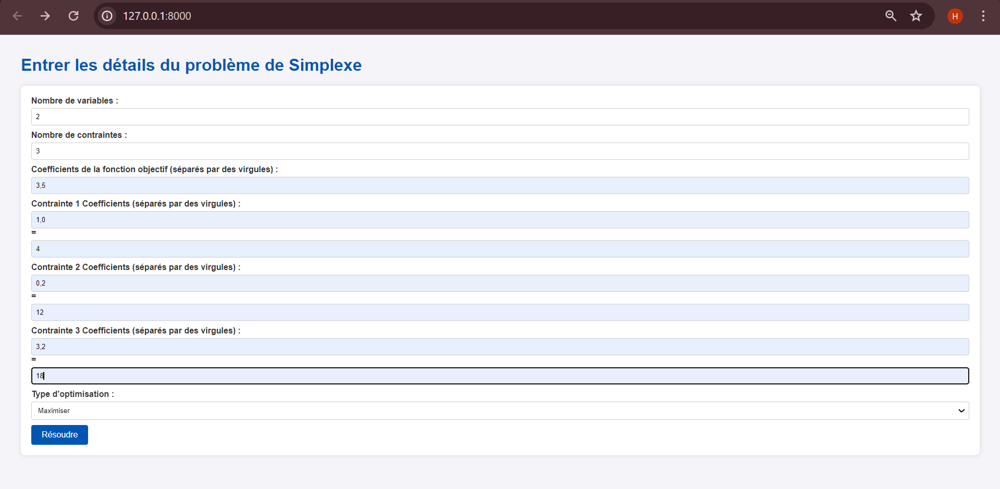 127.0.0.1:8000
H
Entrer les détails du problème de Simplexe
Nombre de variables :
2
Nombre de contraintes :
3
Coefficients de la fonction objectif (séparés par des virgules) :
3,5
Contrainte 1 Coefficients (séparés par des virgules) :
1,0
=
4
Contrainte 2 Coefficients (séparés par des virgules) :
0,2
=
12
Contrainte 3 Coefficients (séparés par des virgules) :
3,2
=
18
Type d'optimisation :
Maximiser
Résoudre